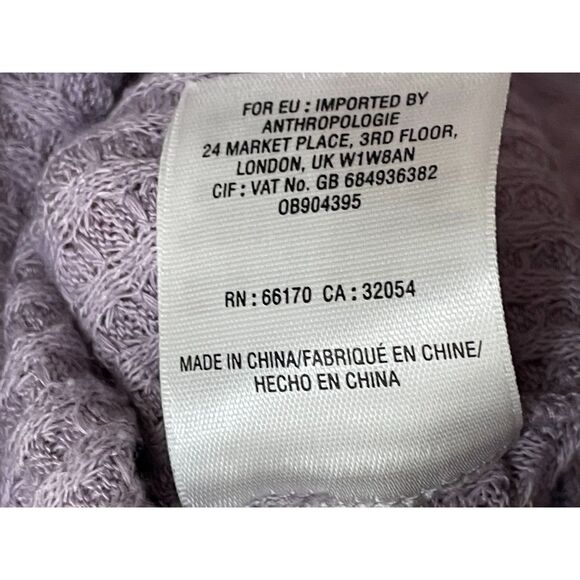 FOR EU : IMPORTED BY
ANTHROPOLOGIE
24 MARKET PLACE, 3RD FLOOR,
LONDON, UK W1W8AN
CIF : VAT No. GB 684936382
OB904395
RN : 66170 CA : 32054
MADE IN CHINA/FABRIQUÉ EN CHINE/
HECHO EN CHINA